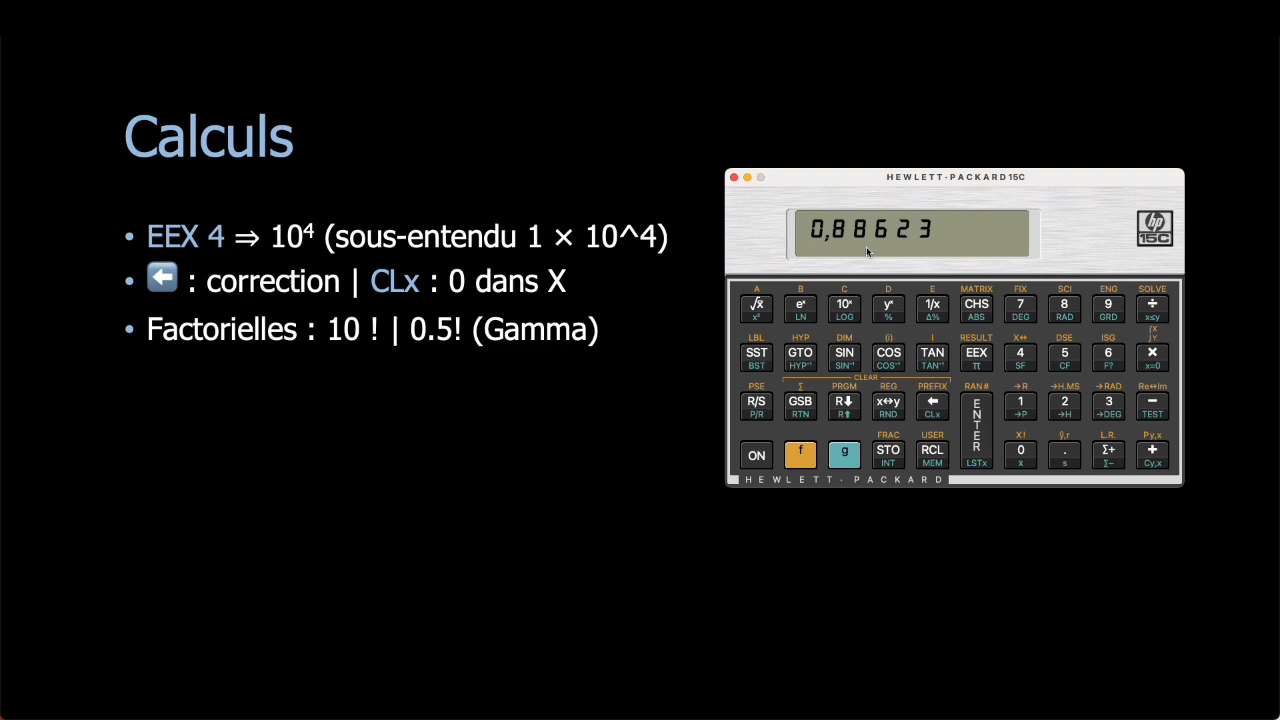 Calculs
• EEX 4 ⇒ 10⁴ (sous-entendu 1 × 10^4)
• ⬅ : correction | CLx : 0 dans X
• Factorielles : 10 ! | 0.5! (Gamma)
HEWLETT·PACKARD 15C
0,88623
hp
15C
A B C D E MATRIX FIX SCI ENG SOLVE
√x̄ eˣ 10ˣ yˣ 1/x CHS 7 8 9 ÷
x² LN LOG % Δ% ABS DEG RAD GRD x≤y
LBL HYP DIM (i) I RESULT X↔ DSE ISG ∫X∫Y
SST GTO SIN COS TAN EEX 4 5 6 ×
BST HYP⁻¹ SIN⁻¹ COS⁻¹ TAN⁻¹ π SF CF F? x=0
CLEAR
PSE Σ PRGM REG PREFIX RAN# →R →H.MS →RAD Re↔Im
R/S GSB R⬇ x↔y ⬅ ENTER 1 2 3 −
P/R RTN R⬆ RND CLx →P →H →DEG TEST
FRAC USER X! ŷ,r L.R. Py,x
ON f g STO RCL 0 . Σ+ +
INT MEM LSTx x̄ s Σ− Cy,x
HEWLETT·PACKARD